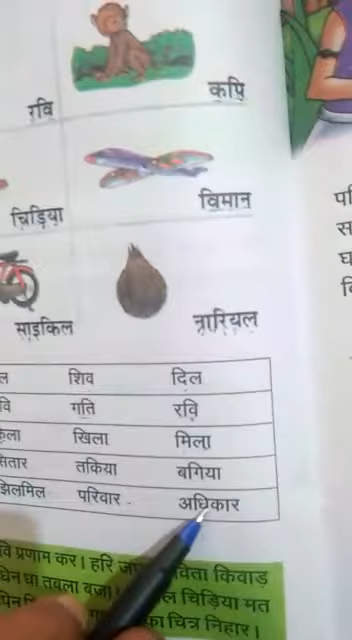 रवि कपि
चिड़िया विमान
साइकिल नारियल
शिव दिल
गति रवि
खिला मिला
सितार तकिया बगिया
झिलमिल परिवार अधिकार
प्रणाम कर। हरि किवाड़
घा तबला बजा। चिड़िया मत
का चित्र निहार।